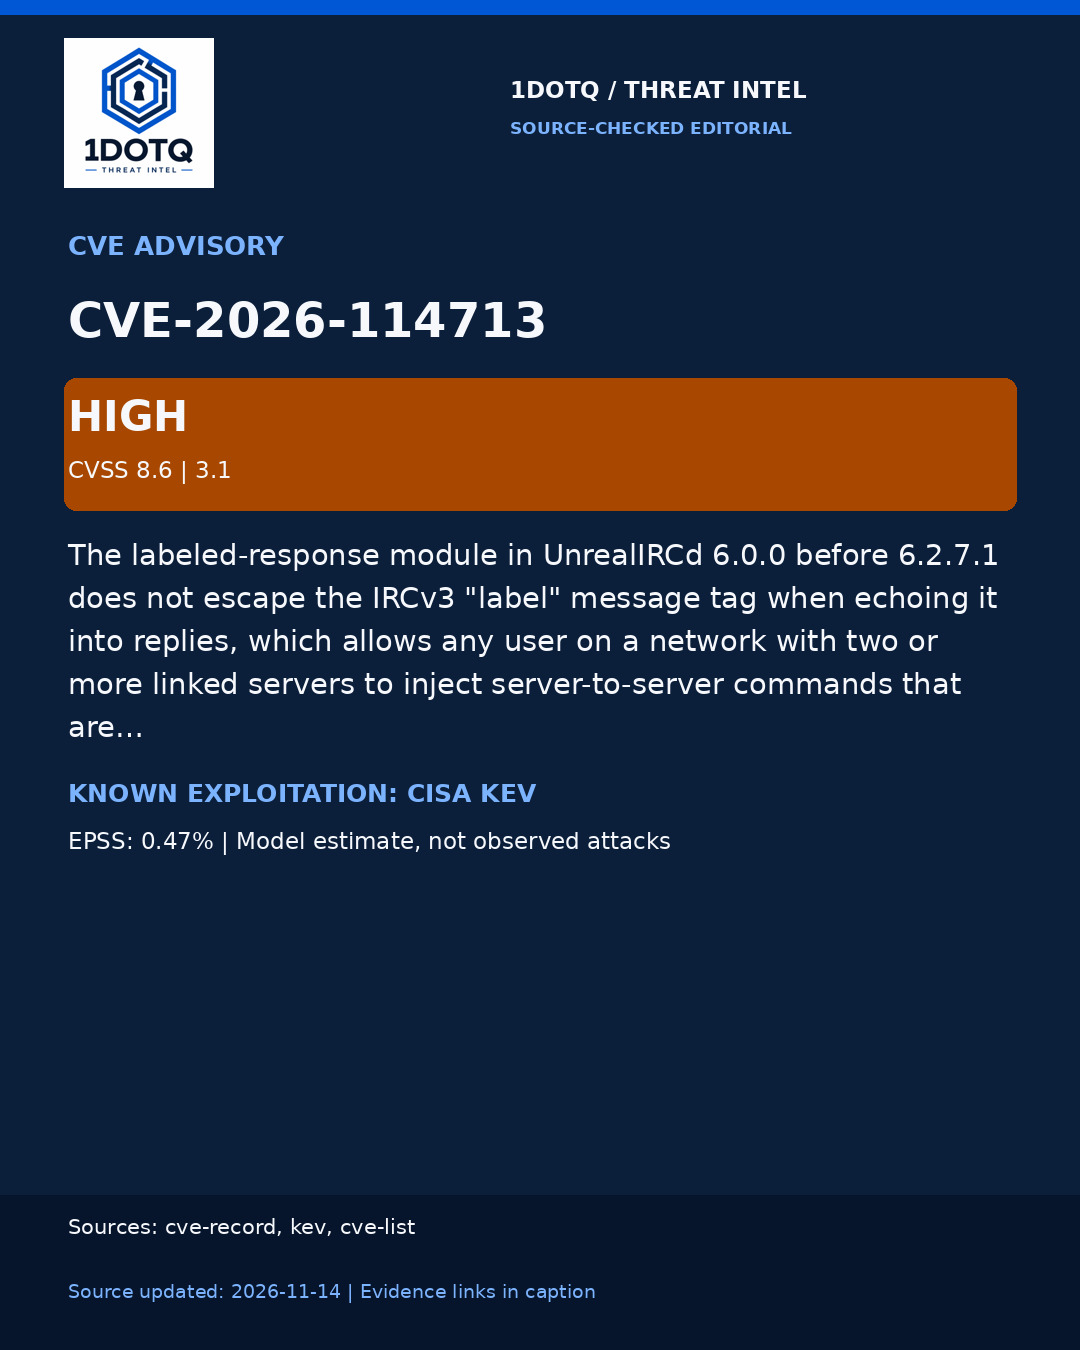 1DOTQ
THREAT INTEL
1DOTQ / THREAT INTEL
SOURCE-CHECKED EDITORIAL
CVE ADVISORY
CVE-2026-114713
HIGH
CVSS 8.6 | 3.1
The labeled-response module in UnrealIRCd 6.0.0 before 6.2.7.1
does not escape the IRCv3 "label" message tag when echoing it
into replies, which allows any user on a network with two or
more linked servers to inject server-to-server commands that
are...
KNOWN EXPLOITATION: CISA KEV
EPSS: 0.47% | Model estimate, not observed attacks
Sources: cve-record, kev, cve-list
Source updated: 2026-11-14 | Evidence links in caption